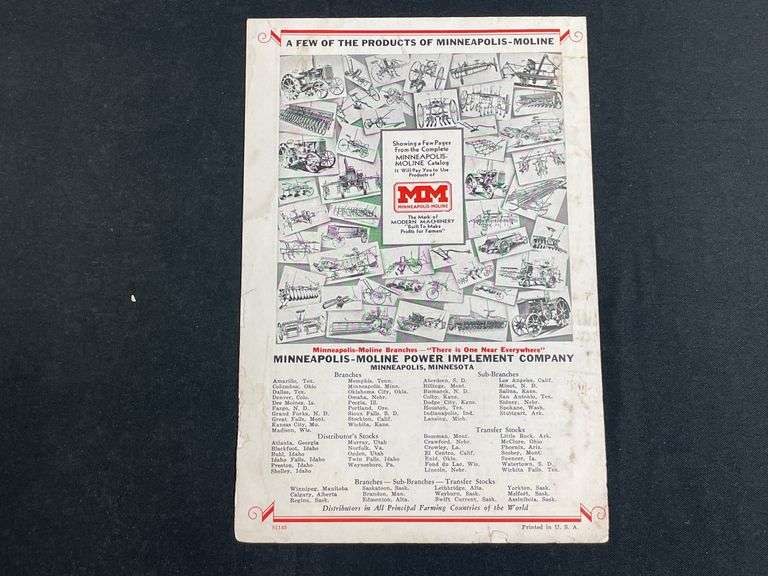 A FEW OF THE PRODUCTS OF MINNEAPOLIS-MOLINE
Showing a Few Pages
From the Complete
MINNEAPOLIS-
MOLINE Catalog
It Will Pay You to Use
Products of
MM
MINNEAPOLIS-MOLINE
The Mark of
MODERN MACHINERY
"Built To Make
Profits for Farmers"
Minneapolis-Moline Branches—"There is One Near Everywhere"
MINNEAPOLIS-MOLINE POWER IMPLEMENT COMPANY
MINNEAPOLIS, MINNESOTA
Branches
Amarillo, Tex.
Columbus, Ohio
Dallas, Tex.
Denver, Colo.
Des Moines, Ia.
Fargo, N. D.
Grand Forks, N. D.
Great Falls, Mont.
Kansas City, Mo.
Madison, Wis.
Memphis, Tenn.
Minneapolis, Minn.
Oklahoma City, Okla.
Omaha, Nebr.
Peoria, Ill.
Portland, Ore.
Sioux Falls, S. D.
Stockton, Calif.
Wichita, Kans.
Sub-Branches
Aberdeen, S. D.
Billings, Mont.
Bismarck, N. D.
Colby, Kans.
Dodge City, Kans.
Houston, Tex.
Indianapolis, Ind.
Lansing, Mich.
Los Angeles, Calif.
Minot, N. D.
Salina, Kans.
San Antonio, Tex.
Sidney, Nebr.
Spokane, Wash.
Stuttgart, Ark.
Distributor's Stocks
Atlanta, Georgia
Blackfoot, Idaho
Buhl, Idaho
Idaho Falls, Idaho
Preston, Idaho
Shelley, Idaho
Murray, Utah
Norfolk, Va.
Ogden, Utah
Twin Falls, Idaho
Waynesboro, Pa.
Transfer Stocks
Bozeman, Mont.
Crawford, Nebr.
Crowley, La.
El Centro, Calif.
Enid, Okla.
Fond du Lac, Wis.
Lincoln, Nebr.
Little Rock, Ark.
McClure, Ohio
Phoenix, Aris.
Scobey, Mont.
Spencer, Ia.
Watertown, S. D.
Wichita Falls, Tex.
Branches—Sub-Branches—Transfer Stocks
Winnipeg, Manitoba
Calgary, Alberta
Regina, Sask.
Saskatoon, Sask.
Brandon, Man.
Edmonton, Alta.
Lethbridge, Alta.
Weyburn, Sask.
Swift Current, Sask.
Yorkton, Sask.
Melfort, Sask.
Assiniboia, Sask.
Distributors in All Principal Farming Countries of the World
Printed in U. S. A.